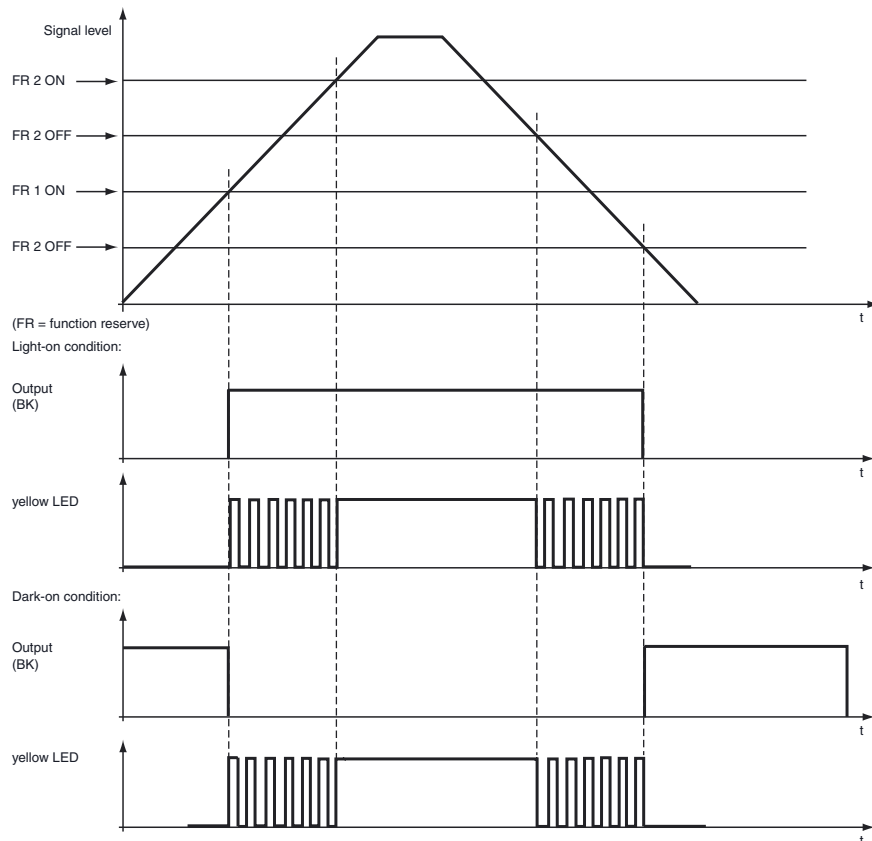 Signal level
FR 2 ON
FR 2 OFF
FR 1 ON
FR 2 OFF
t
(FR = function reserve)
Light-on condition:
Output
(BK)
t
yellow LED
t
Dark-on condition:
Output
(BK)
t
yellow LED
t